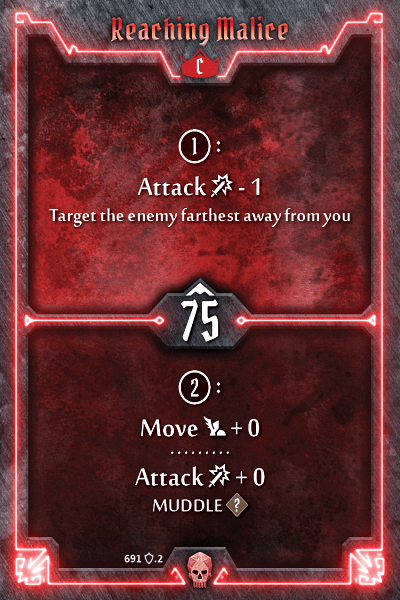 Reaching Malice
C
1 :
Attack - 1
Target the enemy farthest away from you
75
2 :
Move + 0
Attack + 0
MUDDLE ?
691 .2